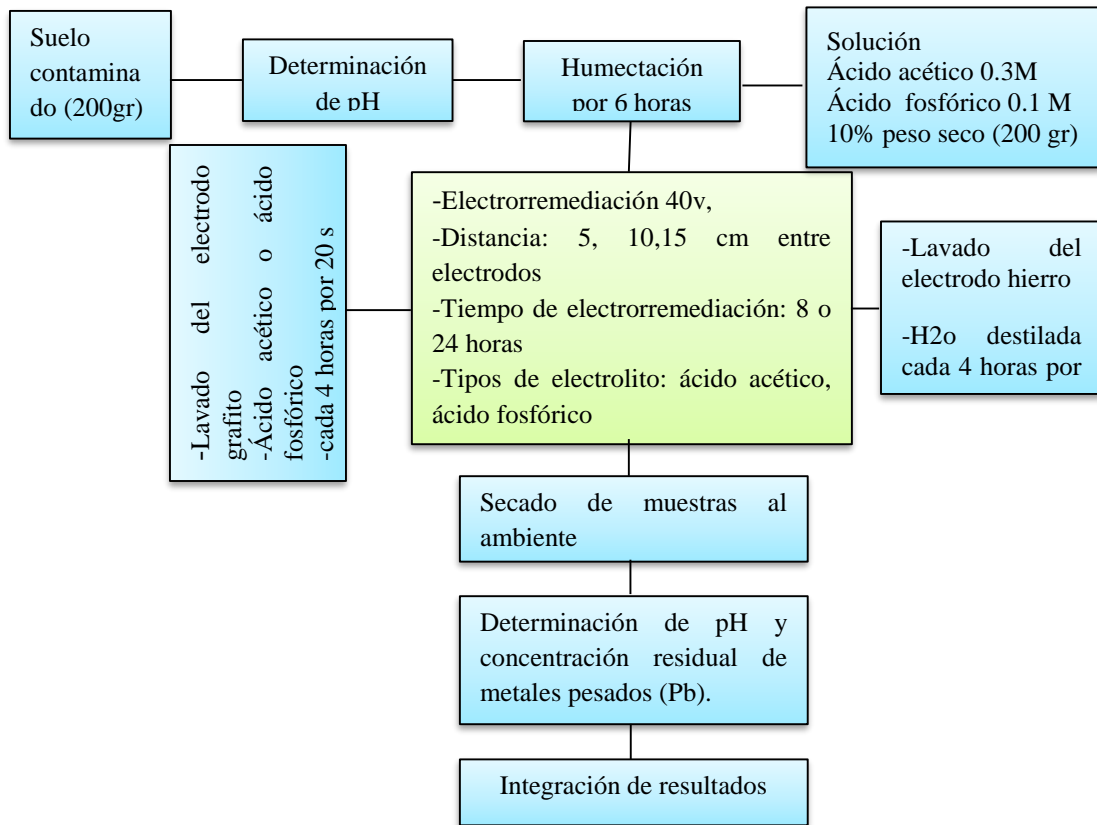 Suelo
contamina
do (200gr)
Determinación
de pH
Humectación
por 6 horas
Solución
Ácido acético 0.3M
Ácido fosfórico 0.1 M
10% peso seco (200 gr)
-Lavado del electrodo
grafito
-Ácido acético o ácido
fosfórico
-cada 4 horas por 20 s
-Electrorremediación 40v,
-Distancia: 5, 10,15 cm entre
electrodos
-Tiempo de electrorremediación: 8 o
24 horas
-Tipos de electrolito: ácido acético,
ácido fosfórico
-Lavado del
electrodo hierro
-H2o destilada
cada 4 horas por
Secado de muestras al
ambiente
Determinación de pH y
concentración residual de
metales pesados (Pb).
Integración de resultados